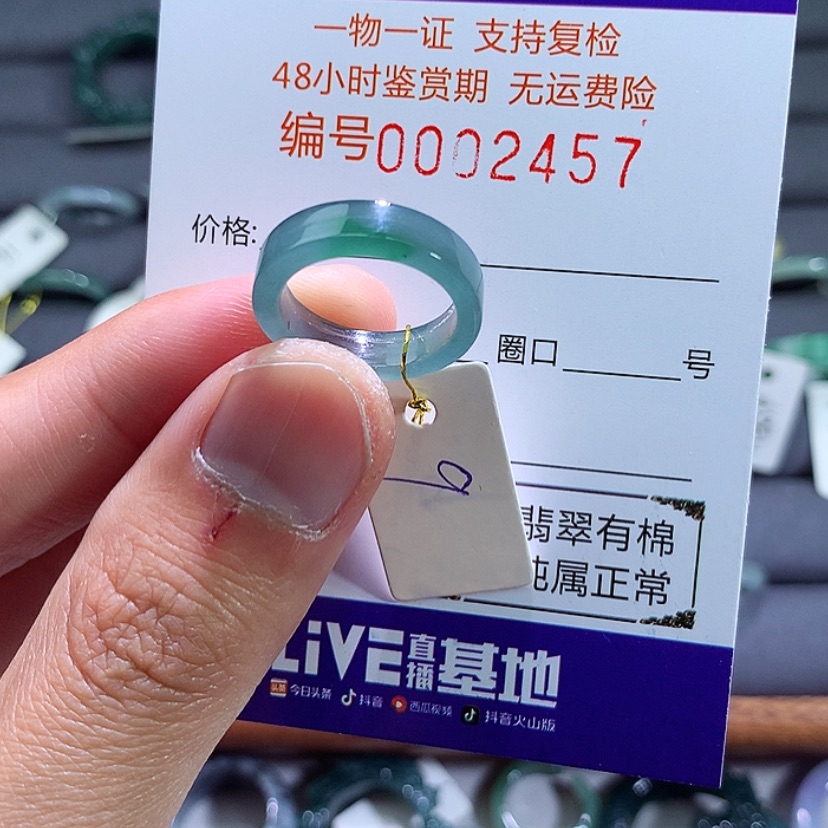 一物一证 支持复检
48小时鉴赏期 无运费险
编号0002457
价格:
圈口 号
翡翠有棉
纯属正常
LiVE直播基地
今日头条 抖音 西瓜视频 抖音火山版